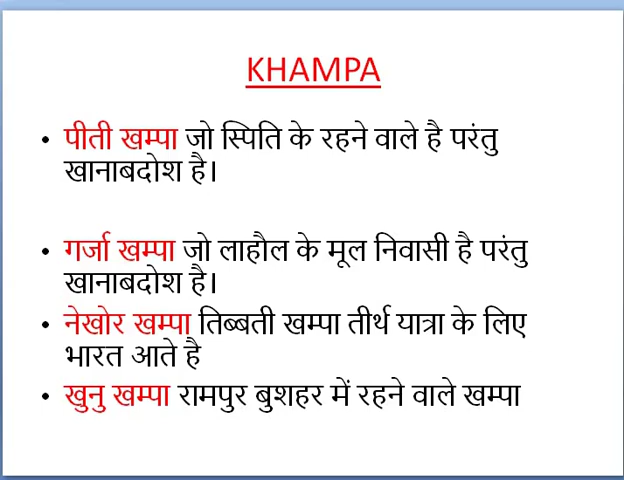 KHAMPA
• पीती खम्पा जो स्पिति के रहने वाले है परंतु
खानाबदोश है।
• गर्जा खम्पा जो लाहौल के मूल निवासी है परंतु
खानाबदोश है।
• नेखोर खम्पा तिब्बती खम्पा तीर्थ यात्रा के लिए
भारत आते है
• खुनु खम्पा रामपुर बुशहर में रहने वाले खम्पा